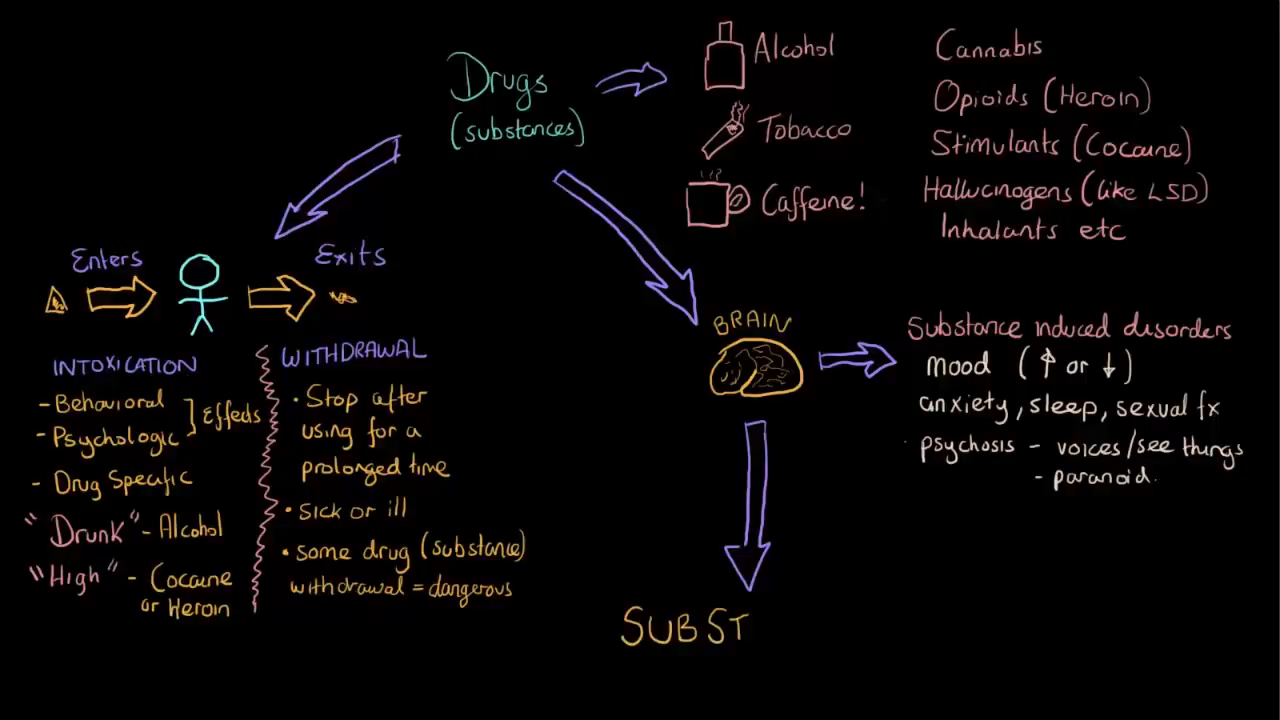 Drugs
(substances)
Alcohol
Tobacco
Caffeine!
Cannabis
Opioids (Heroin)
Stimulants (Cocaine)
Hallucinogens (like LSD)
Inhalants etc
Enters
Exits
INTOXICATION
- Behavioral
- Psychologic
Effects
- Drug Specific
"Drunk" - Alcohol
"High" - Cocaine
or Heroin
WITHDRAWAL
• Stop after
using for a
prolonged time
• Sick or ill
• Some drug (substance)
withdrawal = dangerous
BRAIN
Substance induced disorders
mood (↑ or ↓)
anxiety, sleep, sexual fx
psychosis - voices/see things
- paranoid.
SUBST